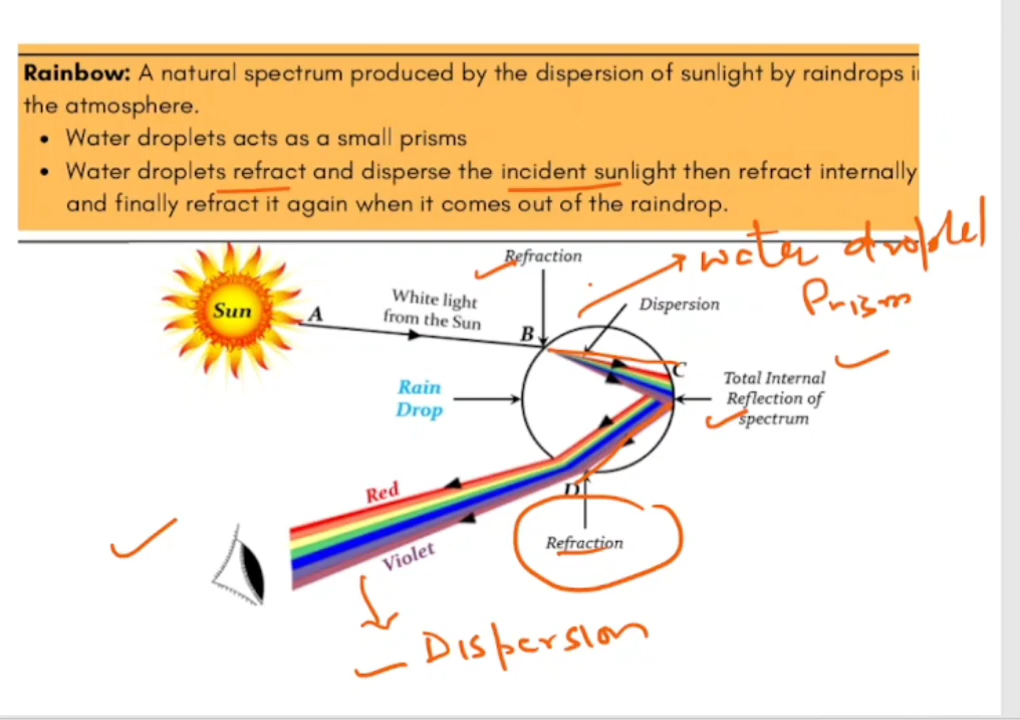 Rainbow: A natural spectrum produced by the dispersion of sunlight by raindrops i
the atmosphere.
• Water droplets acts as a small prisms
• Water droplets refract and disperse the incident sunlight then refract internally
and finally refract it again when it comes out of the raindrop.
water droplet
Prism
Refraction
Dispersion
White light
from the Sun
Sun
A
B
C
Total Internal
Reflection of
spectrum
Rain
Drop
Red
D
Refraction
Violet
Dispersion